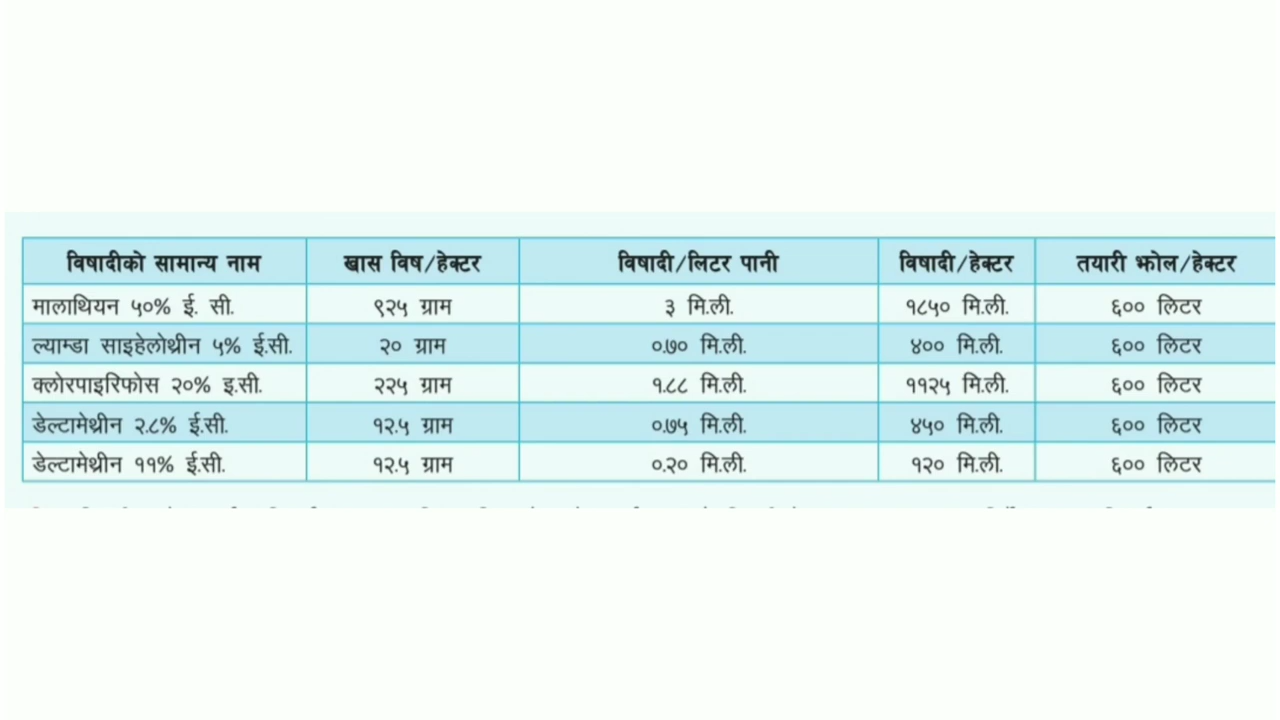 विषादीको सामान्य नाम खास विष/हेक्टर विषादी/लिटर पानी विषादी/हेक्टर तयारी झोल/हेक्टर
मालाथियन ५०% ई. सी. ९२५ ग्राम ३ मि.ली. १८५० मि.ली. ६०० लिटर
ल्याम्डा साइहेलोथ्रीन ५% ई.सी. २० ग्राम ०.७० मि.ली. ४०० मि.ली. ६०० लिटर
क्लोरपाइरिफोस २०% इ.सी. २२५ ग्राम १.८८ मि.ली. ११२५ मि.ली. ६०० लिटर
डेल्टामेथ्रीन २.८% ई.सी. १२.५ ग्राम ०.७५ मि.ली. ४५० मि.ली. ६०० लिटर
डेल्टामेथ्रीन ११% ई.सी. १२.५ ग्राम ०.२० मि.ली. १२० मि.ली. ६०० लिटर